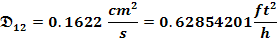 𝕯₁₂ = 0.1622 cm²/s = 0.62854201 ft²/h